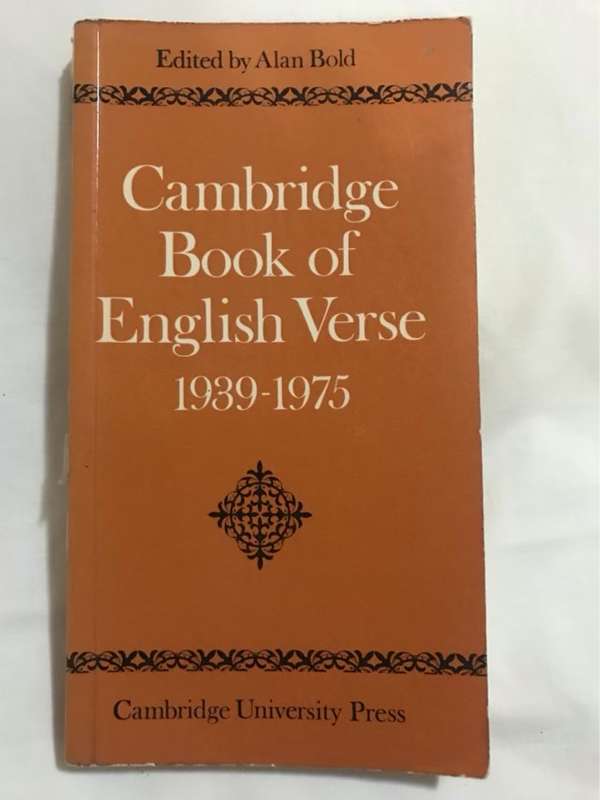 Edited by Alan Bold
Cambridge
Book of
English Verse
1939-1975
Cambridge University Press